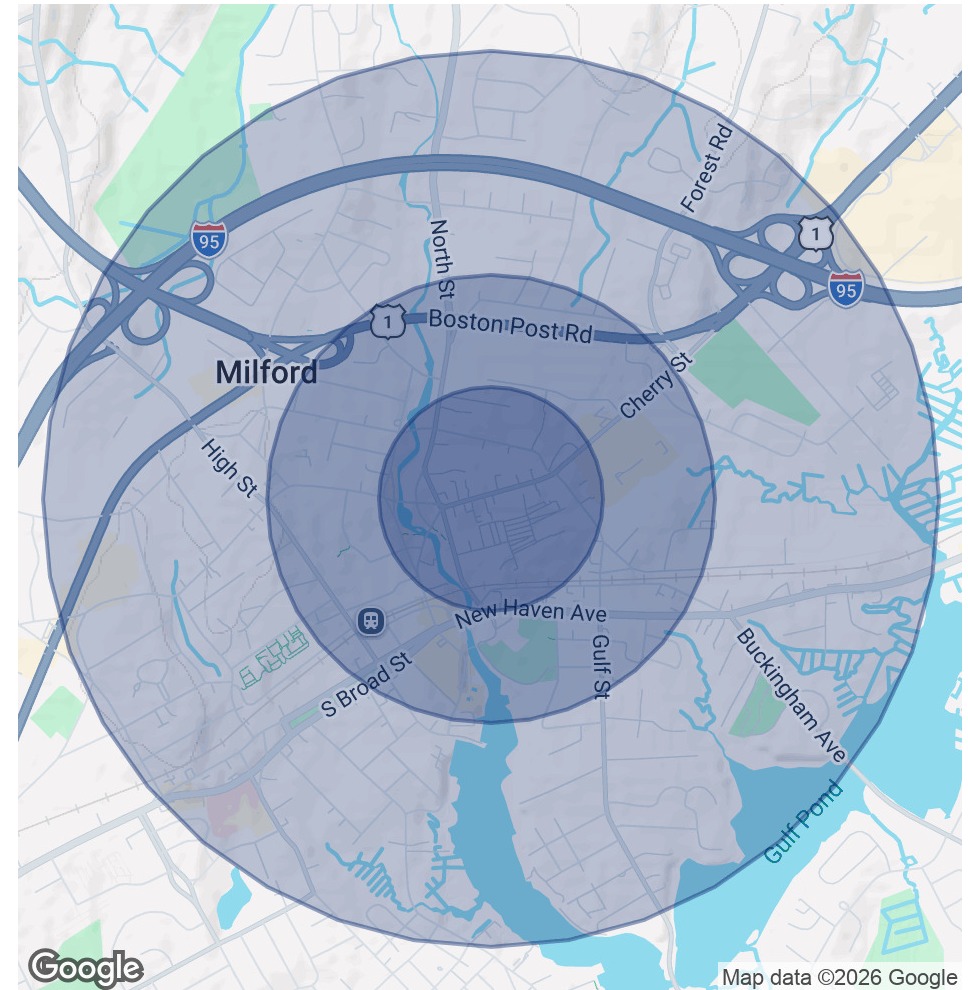 Forest Rd
1
95
North St
95
1
Boston Post Rd
Milford
Cherry St
High St
New Haven Ave
Gulf St
Buckingham Ave
S Broad St
Gulf Pond
Google
Map data ©2026 Google